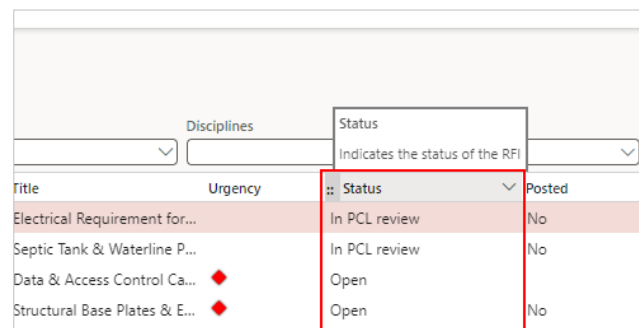 Disciplines
Status
Indicates the status of the RFI
Title Urgency :: Status Posted
Electrical Requirement for... In PCL review No
Septic Tank & Waterline P... In PCL review No
Data & Access Control Ca... Open
Structural Base Plates & E... Open No